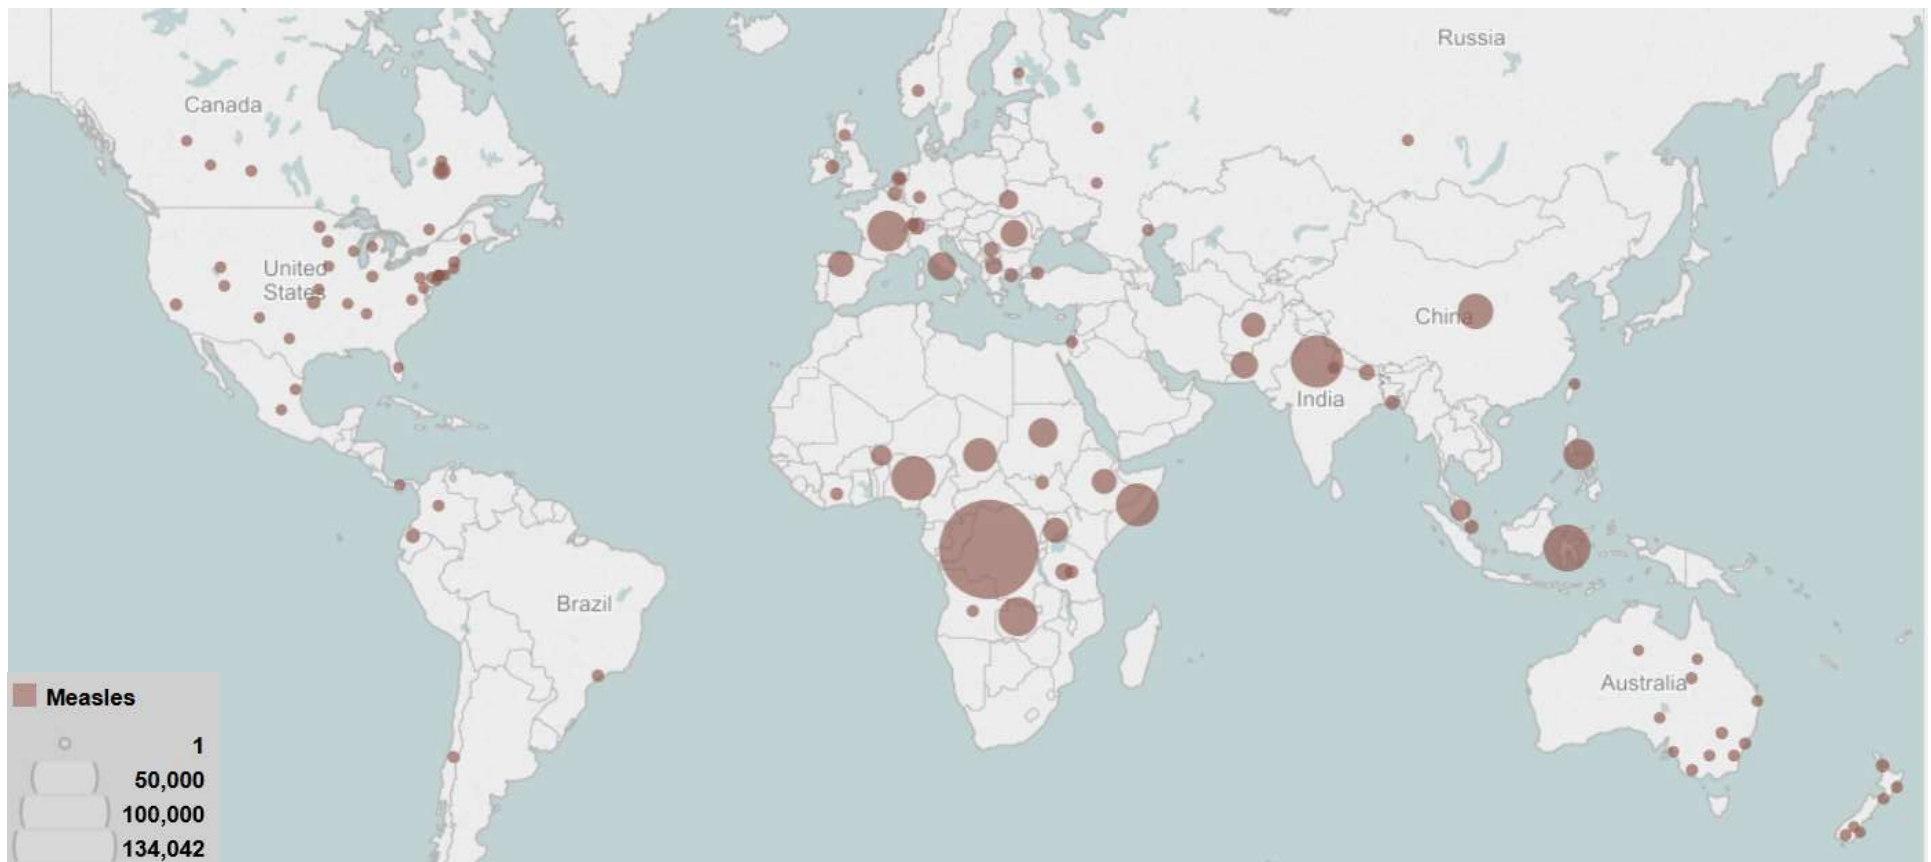 Russia
Canada
United
States
China
India
Brazil
Australia
Measles
1
50,000
100,000
134,042